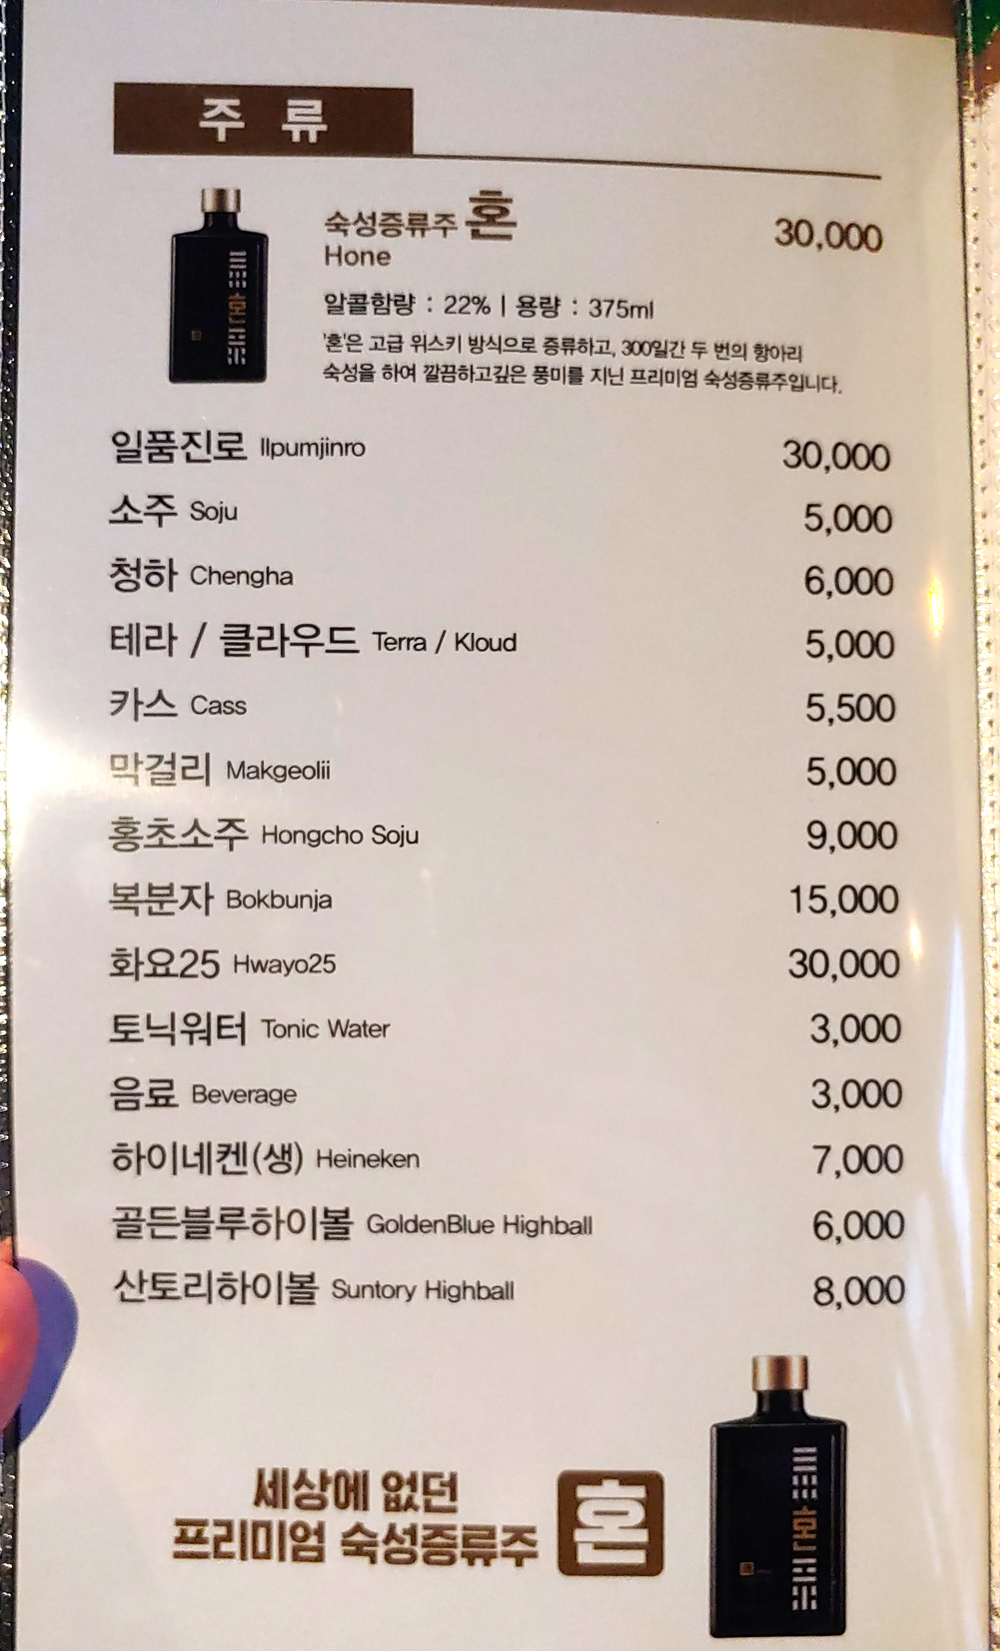 주 류
숙성증류주 혼 30,000
Hone
알콜함량 : 22% | 용량 : 375ml
'혼'은 고급 위스키 방식으로 증류하고, 300일간 두 번의 항아리
숙성을 하여 깔끔하고깊은 풍미를 지닌 프리미엄 숙성증류주입니다.
혼
일품진로 Ilpumjinro 30,000
소주 Soju 5,000
청하 Chengha 6,000
테라 / 클라우드 Terra / Kloud 5,000
카스 Cass 5,500
막걸리 Makgeolii 5,000
홍초소주 Hongcho Soju 9,000
복분자 Bokbunja 15,000
화요25 Hwayo25 30,000
토닉워터 Tonic Water 3,000
음료 Beverage 3,000
하이네켄(생) Heineken 7,000
골든블루하이볼 GoldenBlue Highball 6,000
산토리하이볼 Suntory Highball 8,000
세상에 없던
프리미엄 숙성증류주 혼
혼